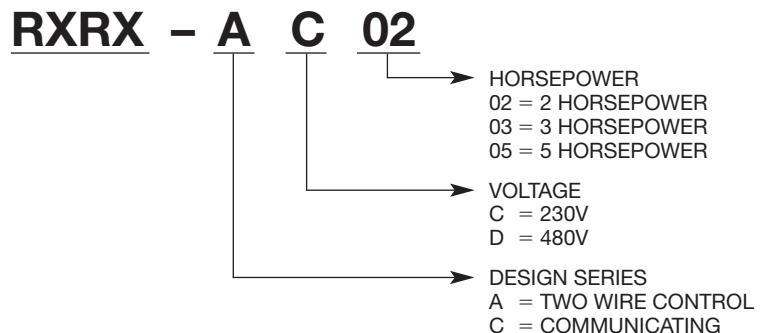 RXRX – A C 02
HORSEPOWER
02 = 2 HORSEPOWER
03 = 3 HORSEPOWER
05 = 5 HORSEPOWER
VOLTAGE
C = 230V
D = 480V
DESIGN SERIES
A = TWO WIRE CONTROL
C = COMMUNICATING